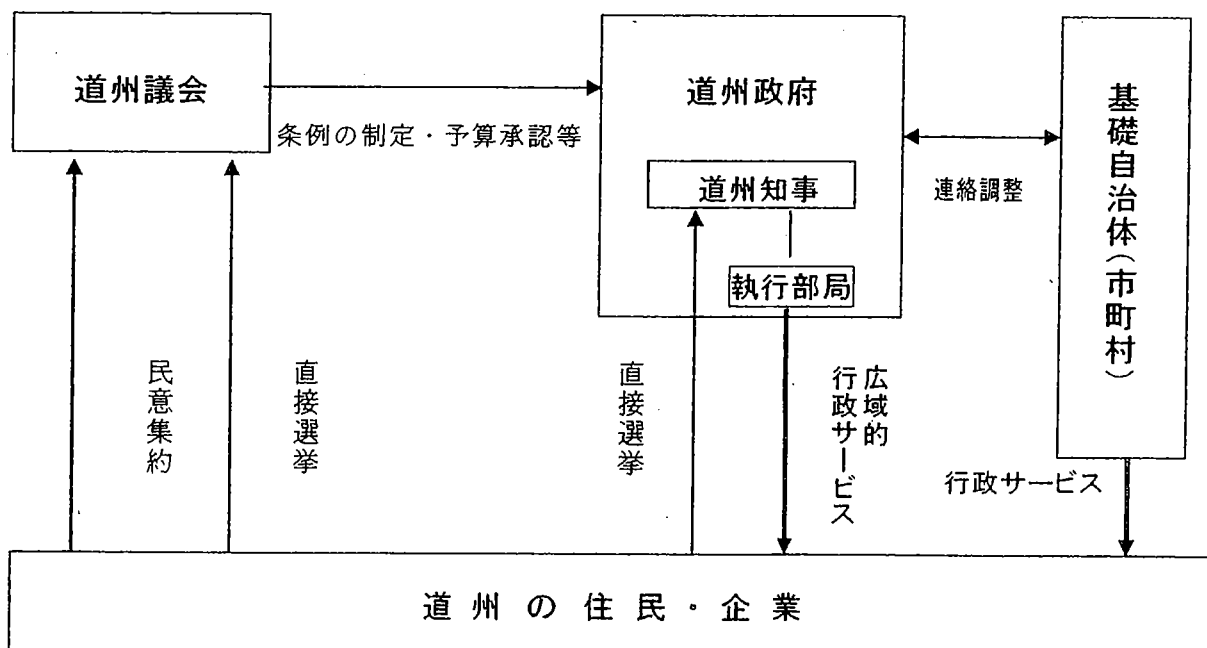 道州議会
条例の制定・予算承認等
道州政府
道州知事
執行部局
連絡調整
基礎自治体(市町村)
民意集約
直接選挙
直接選挙
広域的
行政サービス
行政サービス
道州の住民・企業